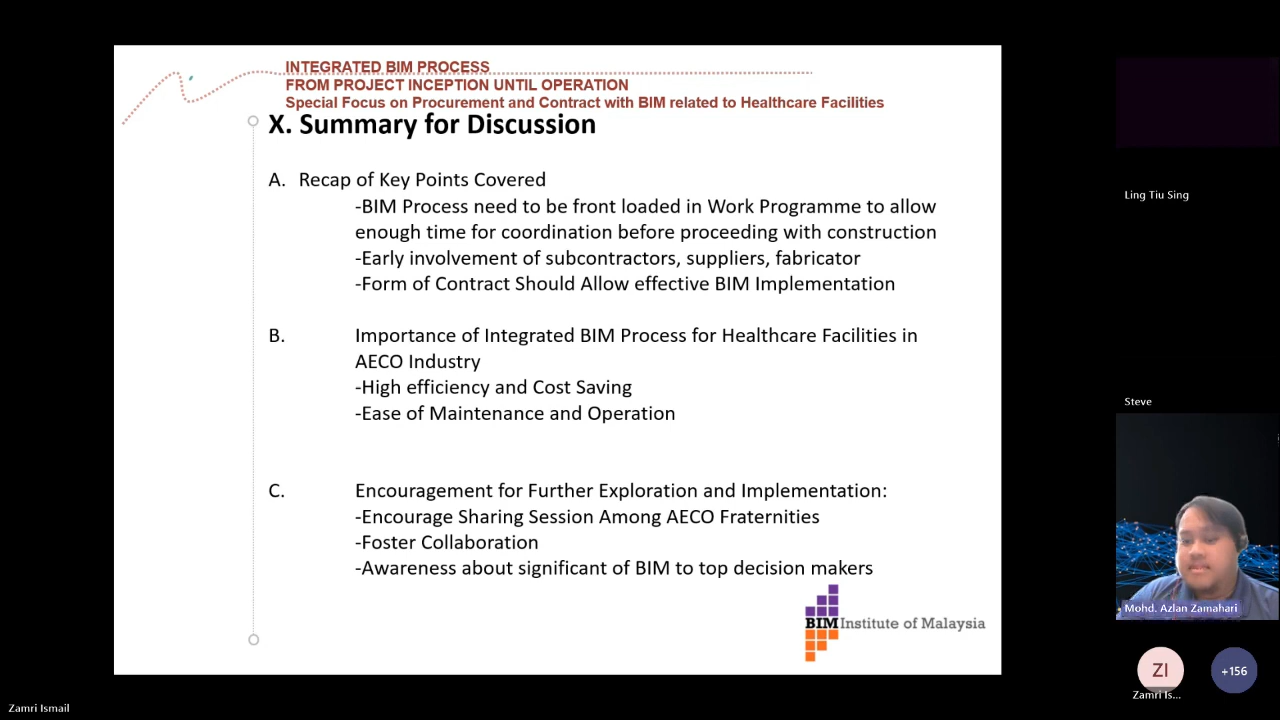 INTEGRATED BIM PROCESS
FROM PROJECT INCEPTION UNTIL OPERATION
Special Focus on Procurement and Contract with BIM related to Healthcare Facilities
X. Summary for Discussion
A. Recap of Key Points Covered
-BIM Process need to be front loaded in Work Programme to allow
enough time for coordination before proceeding with construction
-Early involvement of subcontractors, suppliers, fabricator
-Form of Contract Should Allow effective BIM Implementation
B. Importance of Integrated BIM Process for Healthcare Facilities in
AECO Industry
-High efficiency and Cost Saving
-Ease of Maintenance and Operation
C. Encouragement for Further Exploration and Implementation:
-Encourage Sharing Session Among AECO Fraternities
-Foster Collaboration
-Awareness about significant of BIM to top decision makers
BIM Institute of Malaysia
Ling Tiu Sing
Steve
Mohd. Azlan Zamahari
ZI
+156
Zamri Is...
Zamri Ismail